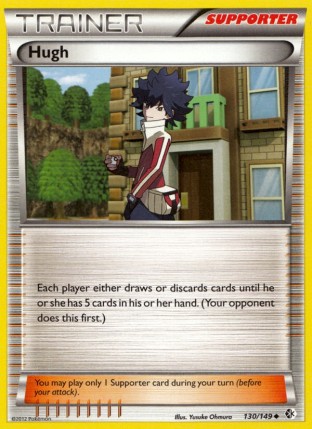 TRAINER SUPPORTER
Hugh
Each player either draws or discards cards until he
or she has 5 cards in his or her hand. (Your opponent
does this first.)
You may play only 1 Supporter card during your turn (before
your attack).
©2012 Pokémon Illus. Yusuke Ohmura 130/149